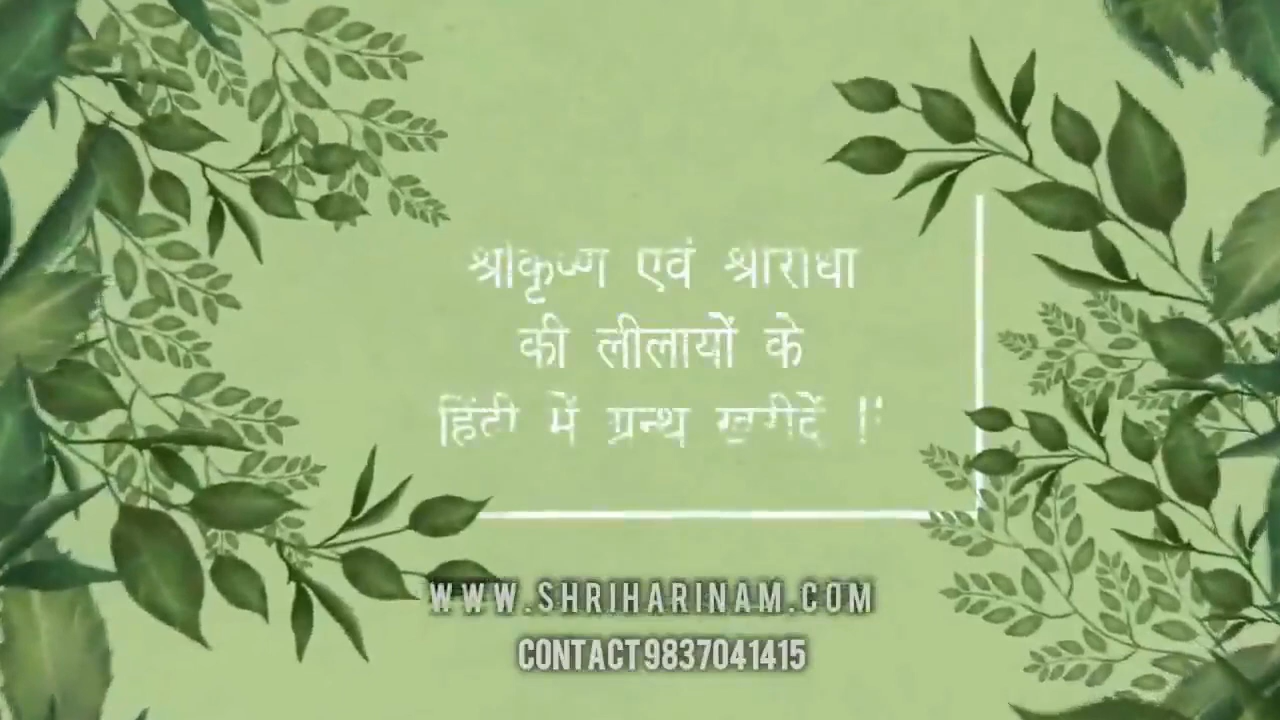 श्रीकृष्ण एवं श्रीराधा
की लीलायों के
हिंदी में ग्रन्थ खरीदें !!
WWW.SHRIHARINAM.COM
CONTACT 9837041415